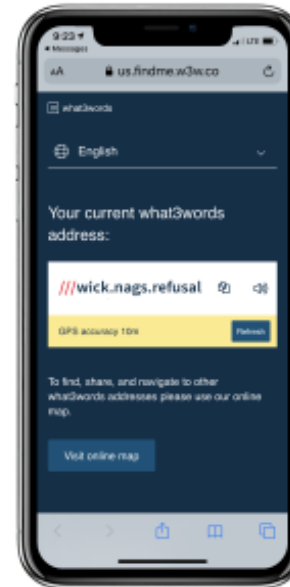 9:23
Messages
LTE
AA us.findme.w3w.co
what3words
English
Your current what3words
address:
///wick.nags.refusal
GPS accuracy 10m
Refresh
To find, share, and navigate to other
what3words addresses please use our online
map.
Visit online map